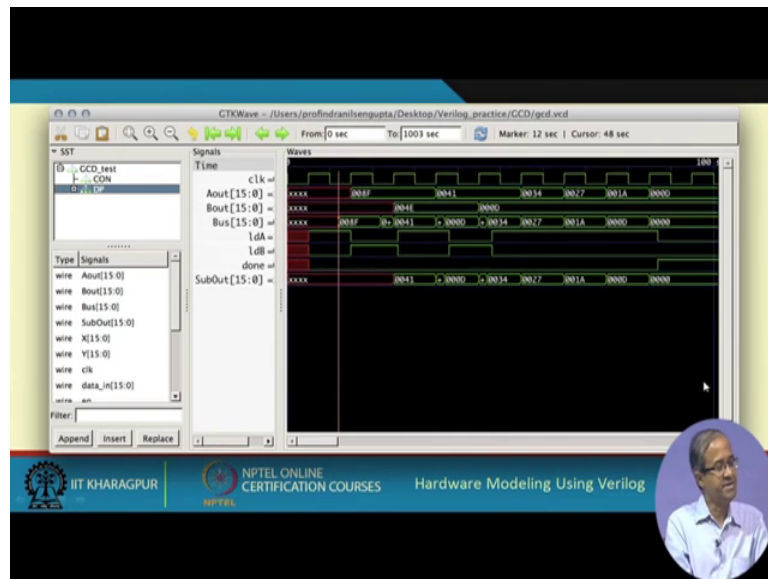 GTKWave - /Users/profindranilsengupta/Desktop/Verilog_practice/GCD/gcd.vcd
From: 0 sec To: 1003 sec Marker: 12 sec | Cursor: 48 sec
SST
GCD_test
CON
DP
Type Signals
wire Aout[15:0]
wire Bout[15:0]
wire Bus[15:0]
wire SubOut[15:0]
wire X[15:0]
wire Y[15:0]
wire clk
wire data_in[15:0]
Filter:
Append Insert Replace
Signals
Time
clk =
Aout[15:0] =
Bout[15:0] =
Bus[15:0] =
ldA =
ldB =
done =
SubOut[15:0] =
Waves
100 s
xxxx 008F 0041 0034 0027 001A 000D
xxxx 004E 000D
xxxx 008F 0+ 0041 + 000D + 0034 0027 001A 000D 0000
xxxx 0041 + 000D + 0034 0027 001A 000D 0000
IIT KHARAGPUR
NPTEL
NPTEL ONLINE
CERTIFICATION COURSES
Hardware Modeling Using Verilog